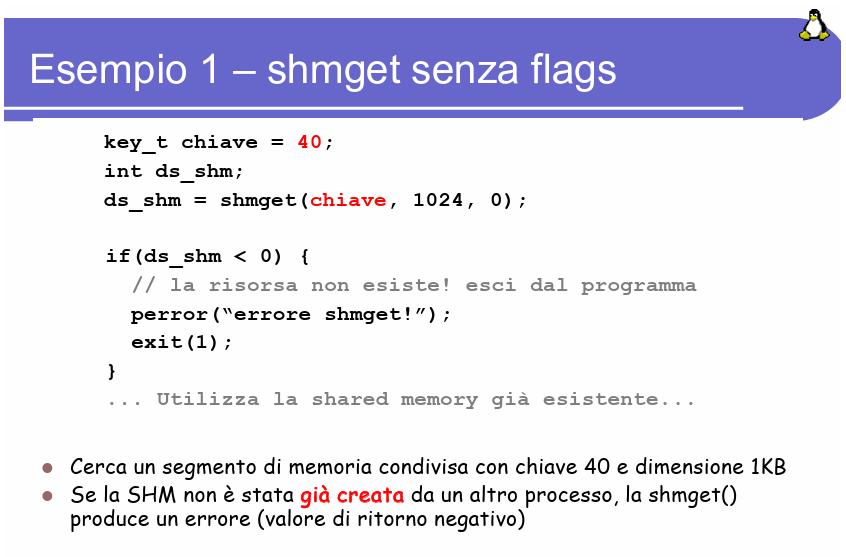 Esempio 1 – shmget senza flags
key_t chiave = 40;
int ds_shm;
ds_shm = shmget(chiave, 1024, 0);
if(ds_shm < 0) {
// la risorsa non esiste! esci dal programma
perror(“errore shmget!”);
exit(1);
}
... Utilizza la shared memory già esistente...
● Cerca un segmento di memoria condivisa con chiave 40 e dimensione 1KB
● Se la SHM non è stata già creata da un altro processo, la shmget()
produce un errore (valore di ritorno negativo)